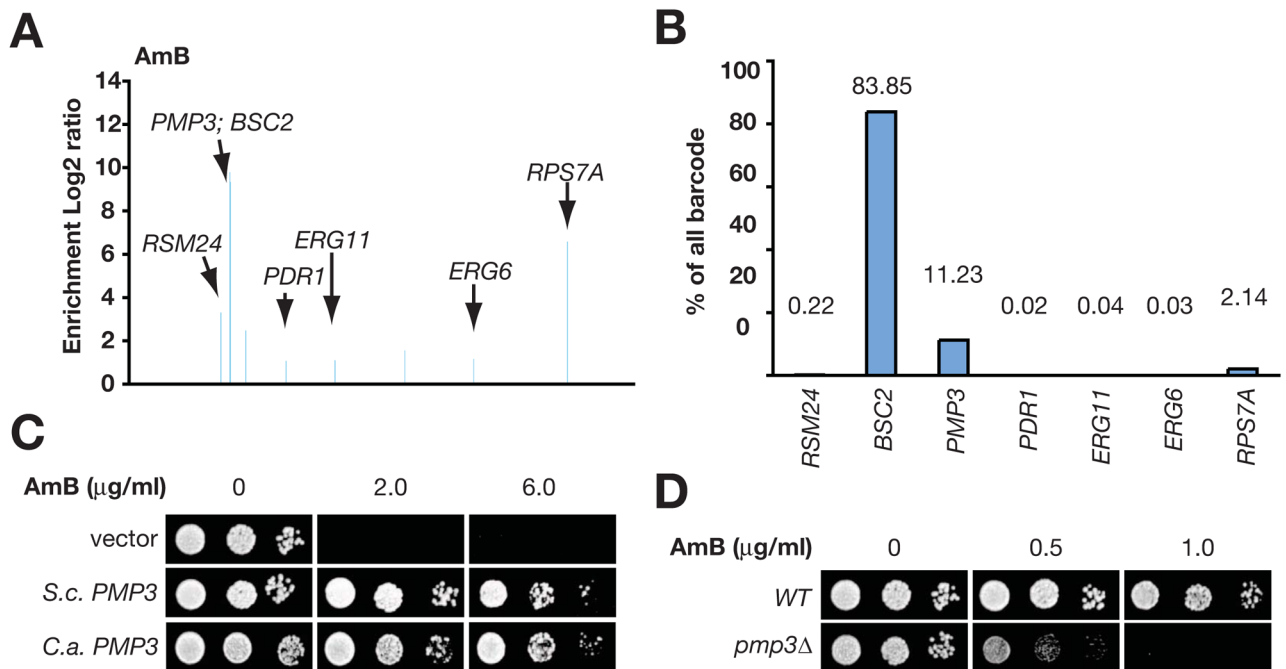 A
AmB
Enrichment Log2 ratio
14
12
10
8
6
4
2
0
PMP3; BSC2
RSM24
PDR1
ERG11
ERG6
RPS7A
B
% of all barcode
100
80
60
40
20
0
0.22
83.85
11.23
0.02
0.04
0.03
2.14
RSM24
BSC2
PMP3
PDR1
ERG11
ERG6
RPS7A
C
AmB (μg/ml) 0 2.0 6.0
vector
S.c. PMP3
C.a. PMP3
D
AmB (μg/ml) 0 0.5 1.0
WT
pmp3Δ